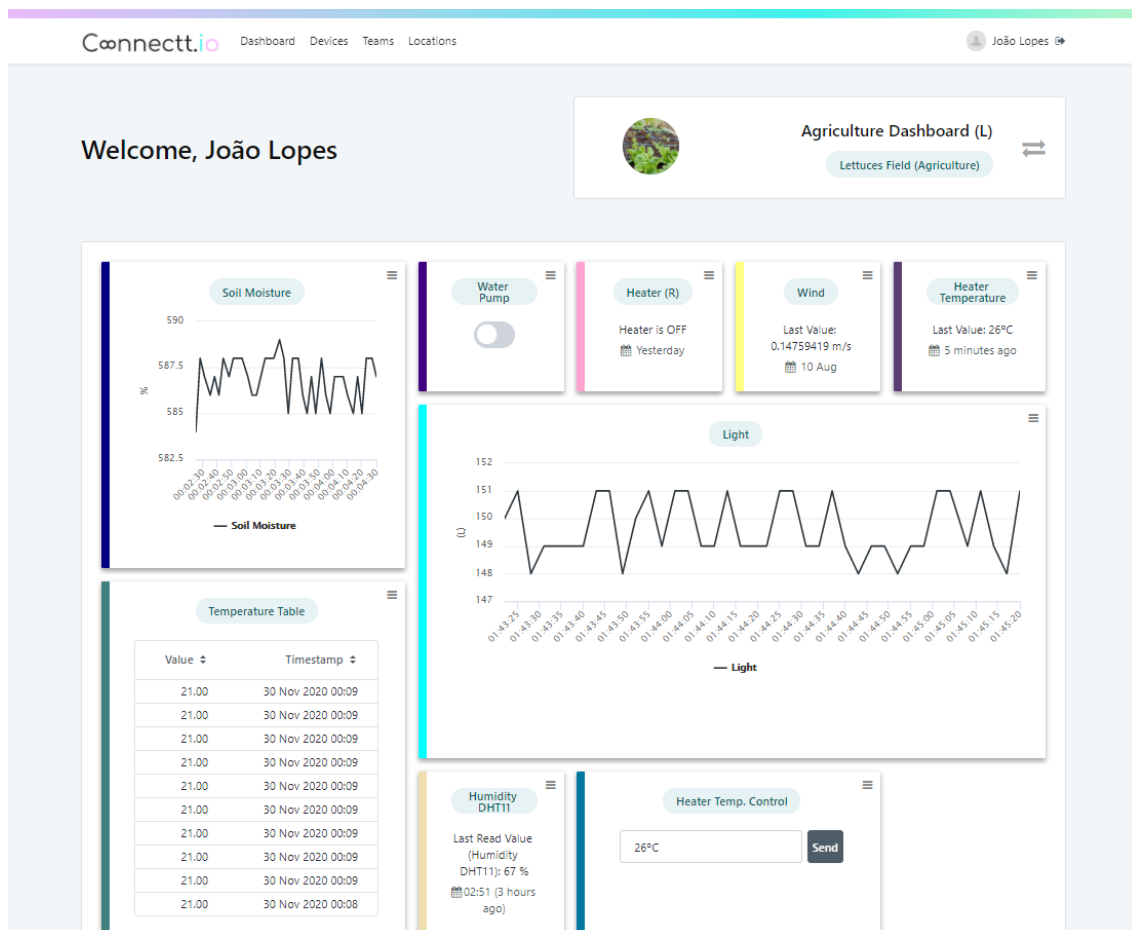 Connectt.io Dashboard Devices Teams Locations João Lopes
Welcome, João Lopes
Agriculture Dashboard (L)
Lettuces Field (Agriculture)
Soil Moisture
590
587.5
585
582.5
%
00:02:30 00:02:40 00:02:50 00:03:00 00:03:10 00:03:20 00:03:30 00:03:40 00:03:50 00:04:00 00:04:10 00:04:20 00:04:30
Soil Moisture
Water
Pump
Heater (R)
Heater is OFF
Yesterday
Wind
Last Value:
0.14759419 m/s
10 Aug
Heater
Temperature
Last Value: 26ºC
5 minutes ago
Light
152
151
150
149
148
147
(L)
01:43:25 01:43:30 01:43:35 01:43:40 01:43:45 01:43:50 01:43:55 01:44:00 01:44:05 01:44:10 01:44:15 01:44:20 01:44:25 01:44:30 01:44:35 01:44:40 01:44:45 01:44:50 01:44:55 01:45:00 01:45:05 01:45:10 01:45:15 01:45:20
Light
Temperature Table
Value Timestamp
21.00 30 Nov 2020 00:09
21.00 30 Nov 2020 00:09
21.00 30 Nov 2020 00:09
21.00 30 Nov 2020 00:09
21.00 30 Nov 2020 00:09
21.00 30 Nov 2020 00:09
21.00 30 Nov 2020 00:09
21.00 30 Nov 2020 00:09
21.00 30 Nov 2020 00:09
21.00 30 Nov 2020 00:08
Humidity
DHT11
Last Read Value
(Humidity
DHT11): 67 %
02:51 (3 hours
ago)
Heater Temp. Control
26ºC Send